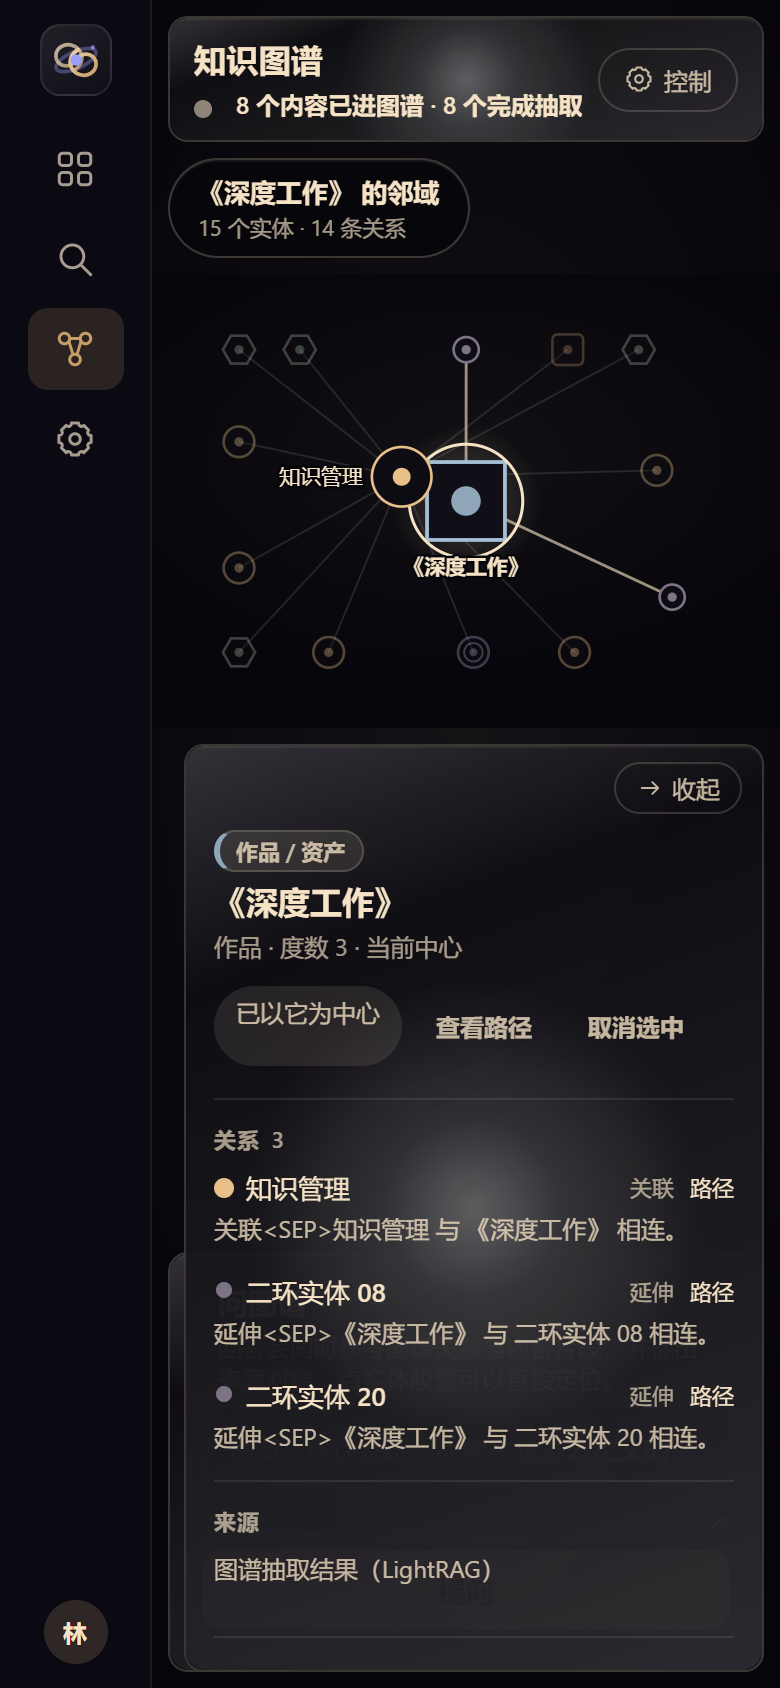 知识图谱
8 个内容已进图谱 · 8 个完成抽取
控制
《深度工作》 的邻域
15 个实体 · 14 条关系
知识管理
《深度工作》
收起
作品 / 资产
《深度工作》
作品 · 度数 3 · 当前中心
已以它为中心
查看路径
取消选中
关系 3
知识管理 关联 路径
关联<SEP>知识管理 与 《深度工作》 相连。
二环实体 08 延伸 路径
延伸<SEP>《深度工作》 与 二环实体 08 相连。
二环实体 20 延伸 路径
延伸<SEP>《深度工作》 与 二环实体 20 相连。
来源
图谱抽取结果（LightRAG）
提问
林